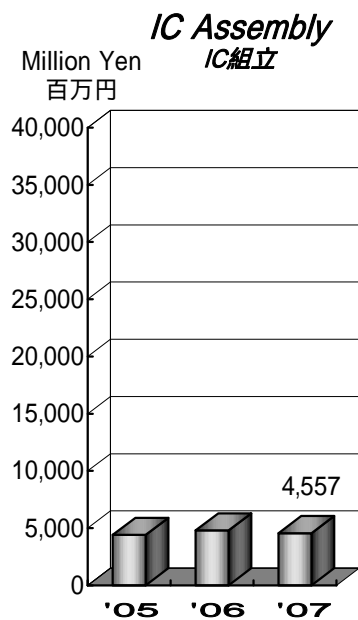 IC Assembly
IC組立
Million Yen
百万円
40,000
35,000
30,000
25,000
20,000
15,000
10,000
5,000
0
4,557
'05 '06 '07